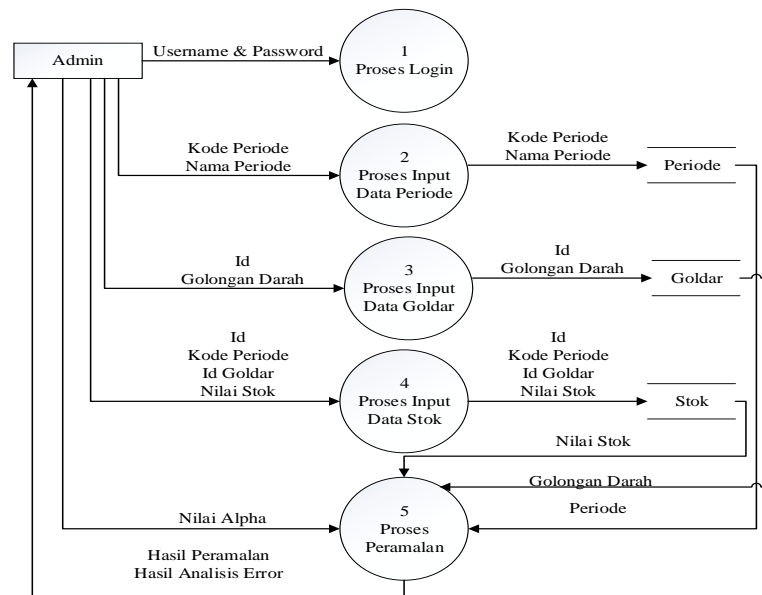 Admin
Username & Password
1
Proses Login
Kode Periode
Nama Periode
2
Proses Input
Data Periode
Kode Periode
Nama Periode
Periode
Id
Golongan Darah
3
Proses Input
Data Goldar
Id
Golongan Darah
Goldar
Id
Kode Periode
Id Goldar
Nilai Stok
4
Proses Input
Data Stok
Id
Kode Periode
Id Goldar
Nilai Stok
Stok
Nilai Stok
Golongan Darah
Periode
Nilai Alpha
5
Proses
Peramalan
Hasil Peramalan
Hasil Analisis Error